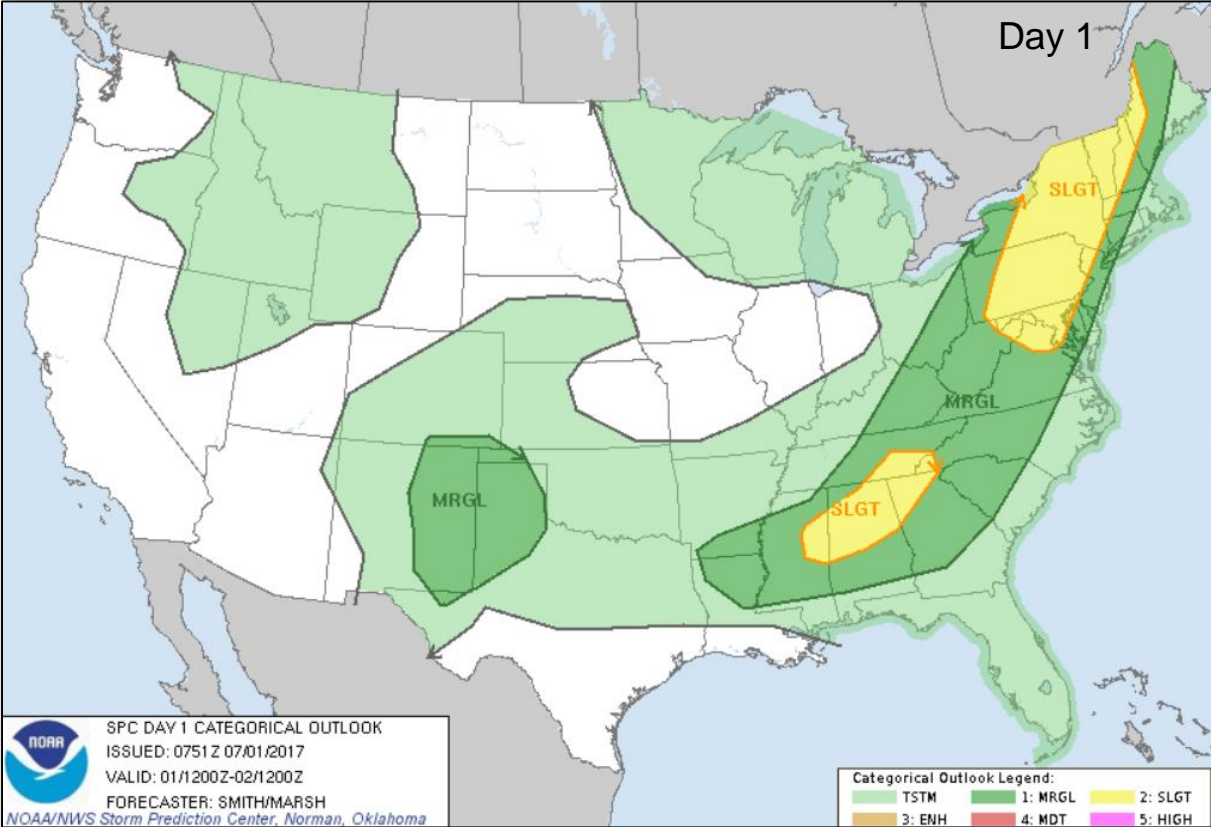 Day 1
SLGT
MRGL
MRGL
SLGT
NOAA
SPC DAY 1 CATEGORICAL OUTLOOK
ISSUED: 0751Z 07/01/2017
VALID: 01/1200Z-02/1200Z
FORECASTER: SMITH/MARSH
NOAA/NWS Storm Prediction Center, Norman, Oklahoma
Categorical Outlook Legend:
TSTM 1: MRGL 2: SLGT
3: ENH 4: MDT 5: HIGH